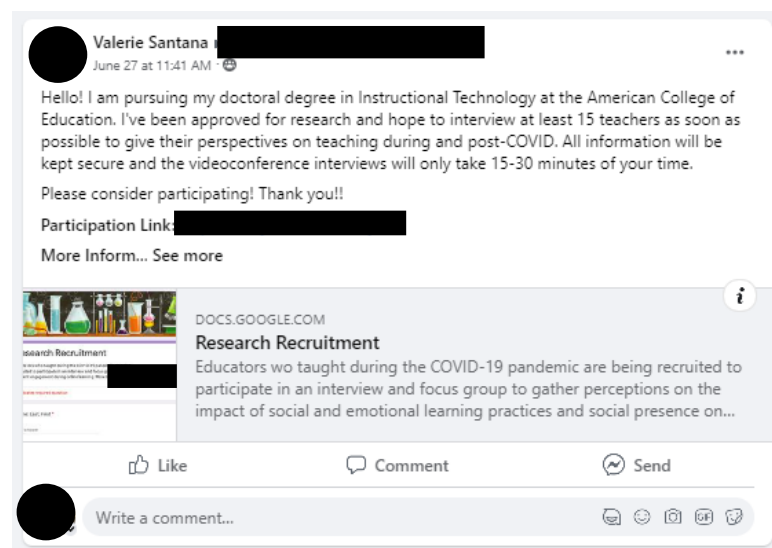 Valerie Santana
June 27 at 11:41 AM ·
Hello! I am pursuing my doctoral degree in Instructional Technology at the American College of
Education. I've been approved for research and hope to interview at least 15 teachers as soon as
possible to give their perspectives on teaching during and post-COVID. All information will be
kept secure and the videoconference interviews will only take 15-30 minutes of your time.
Please consider participating! Thank you!!
Participation Link:
More Inform... See more
i
DOCS.GOOGLE.COM
Research Recruitment
Educators wo taught during the COVID-19 pandemic are being recruited to
participate in an interview and focus group to gather perceptions on the
impact of social and emotional learning practices and social presence on...
search Recruitment
Like
Comment
Send
Write a comment...
GIF